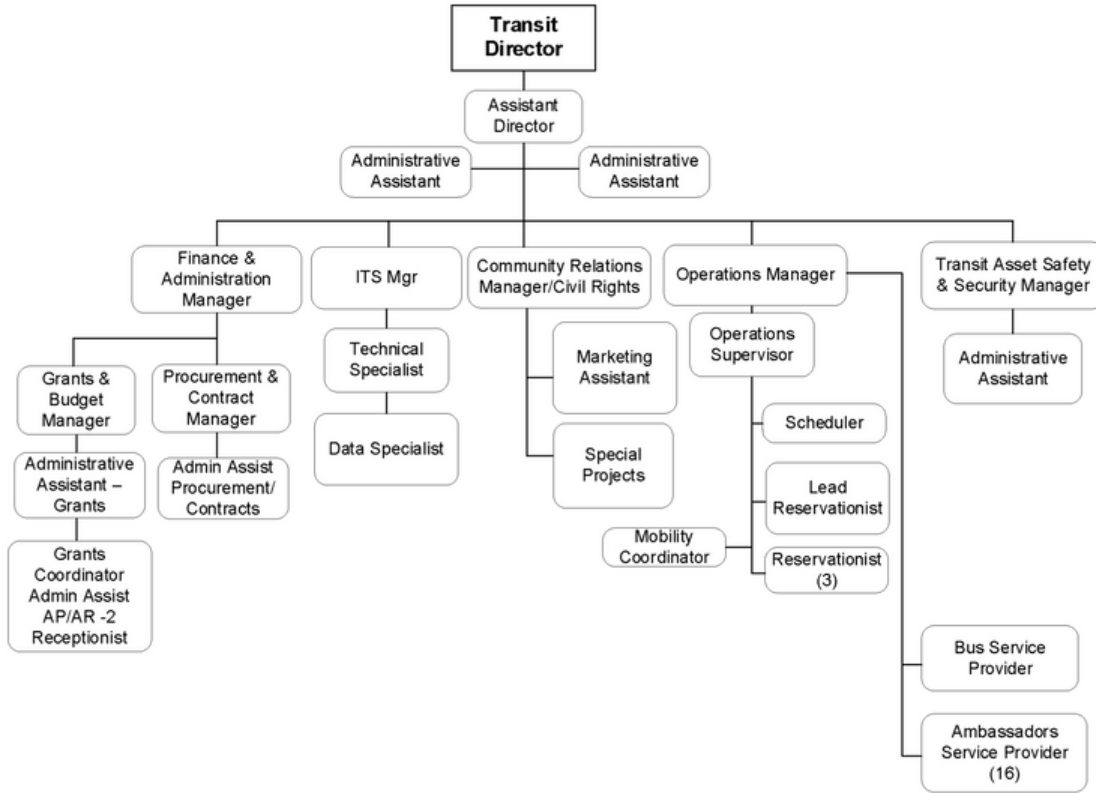 Transit
Director
Assistant
Director
Administrative
Assistant
Administrative
Assistant
Finance &
Administration
Manager
ITS Mgr
Community Relations
Manager/Civil Rights
Operations Manager
Transit Asset Safety
& Security Manager
Grants &
Budget
Manager
Procurement &
Contract
Manager
Technical
Specialist
Marketing
Assistant
Operations
Supervisor
Administrative
Assistant
Administrative
Assistant –
Grants
Admin Assist
Procurement/
Contracts
Data Specialist
Special
Projects
Scheduler
Lead
Reservationist
Mobility
Coordinator
Reservationist
(3)
Grants
Coordinator
Admin Assist
AP/AR -2
Receptionist
Bus Service
Provider
Ambassadors
Service Provider
(16)